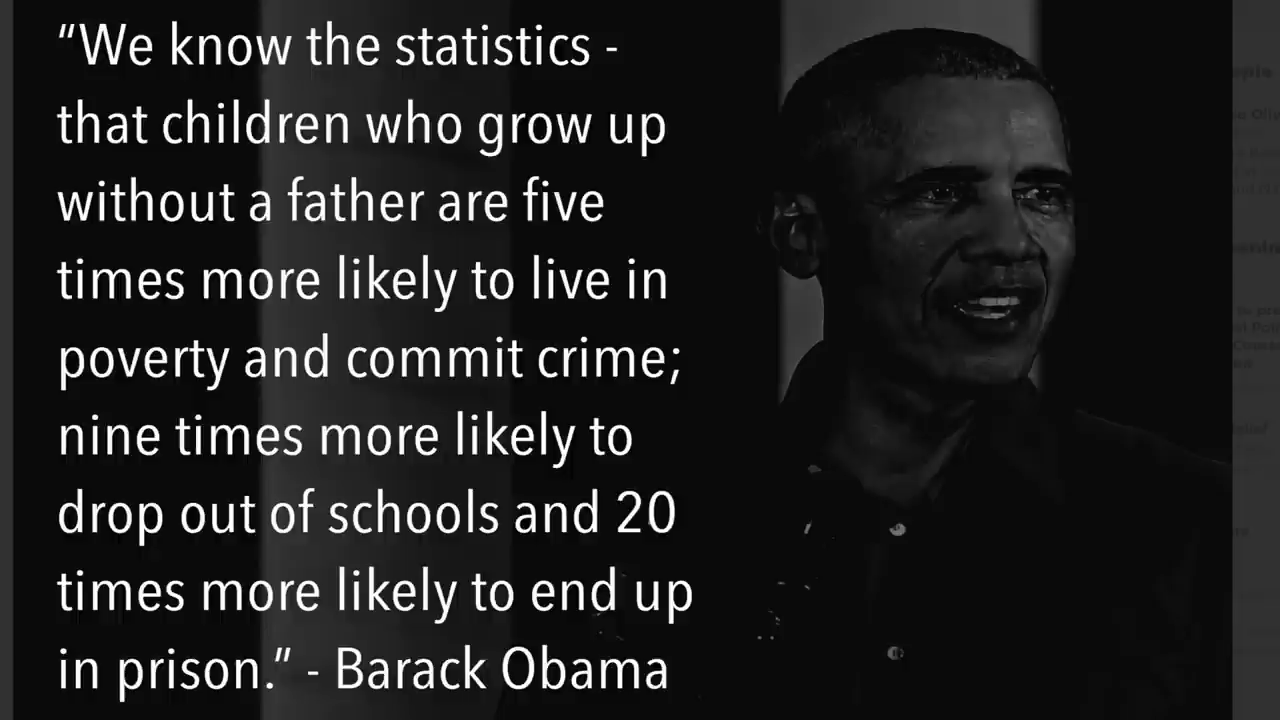 “We know the statistics -
that children who grow up
without a father are five
times more likely to live in
poverty and commit crime;
nine times more likely to
drop out of schools and 20
times more likely to end up
in prison.” - Barack Obama